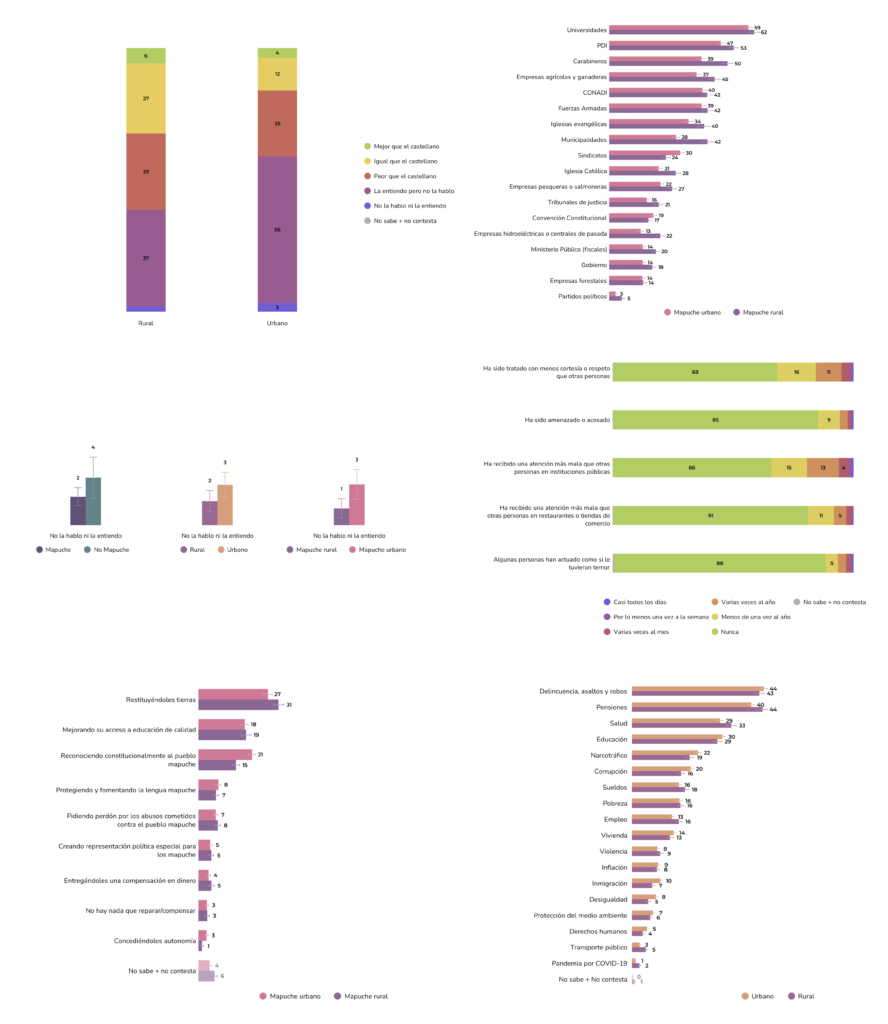 6
27
29
37
Rural
4
12
25
56
3
Urbano
Mejor que el castellano
Igual que el castellano
Peor que el castellano
La entiendo pero no la hablo
No la hablo ni la entiendo
No sabe + no contesta
Universidades 59 62
PDI 47 53
Carabineros 39 50
Empresas agrícolas y ganaderas 37 45
CONADI 40 42
Fuerzas Armadas 39 42
Iglesias evangélicas 34 40
Municipalidades 28 42
Sindicatos 30 24
Iglesia Católica 21 28
Empresas pesqueras o salmoneras 22 27
Tribunales de justicia 16 21
Convención Constitucional 19 17
Empresas hidroeléctricas o centrales de pasada 13 22
Ministerio Público (fiscales) 14 20
Gobierno 14 18
Empresas forestales 14 14
Partidos políticos 3 5
Mapuche urbano Mapuche rural
2 4
No la hablo ni la entiendo
Mapuche No Mapuche
2 3
No la hablo ni la entiendo
Rural Urbano
1 3
No la hablo ni la entiendo
Mapuche rural Mapuche urbano
Ha sido tratado con menos cortesía o respeto
que otras personas
68 16 11
Ha sido amenazado o acosado
85 9
Ha recibido una atención más mala que otras
personas en instituciones públicas
66 15 13 4
Ha recibido una atención más mala que
otras personas en restaurantes o tiendas de
comercio
81 11 5
Algunas personas han actuado como si le
tuvieran temor
88 5
Casi todos los días Varias veces al año No sabe + no contesta
Por lo menos una vez a la semana Menos de una vez al año
Varias veces al mes Nunca
Restituyéndoles tierras 27 31
Mejorando su acceso a educación de calidad 18 19
Reconociendo constitucionalmente al pueblo
mapuche
21 15
Protegiendo y fomentando la lengua mapuche 8 7
Pidiendo perdón por los abusos cometidos
contra el pueblo mapuche
7 8
Creando representación política especial para
los mapuche
5 5
Entregándoles una compensación en dinero 4 5
No hay nada que reparar/compensar 3 3
Concediéndoles autonomía 3 1
No sabe + no contesta 4 6
Mapuche urbano Mapuche rural
Delincuencia, asaltos y robos 44 43
Pensiones 40 44
Salud 29 33
Educación 30 29
Narcotráfico 22 19
Corrupción 20 16
Sueldos 16 18
Pobreza 16 16
Empleo 13 16
Vivienda 14 13
Violencia 8 9
Inflación 9 8
Inmigración 10 7
Desigualdad 8 5
Protección del medio ambiente 7 6
Derechos humanos 5 4
Transporte público 3 5
Pandemia por COVID-19 1 2
No sabe + No contesta 0 1
Urbano Rural